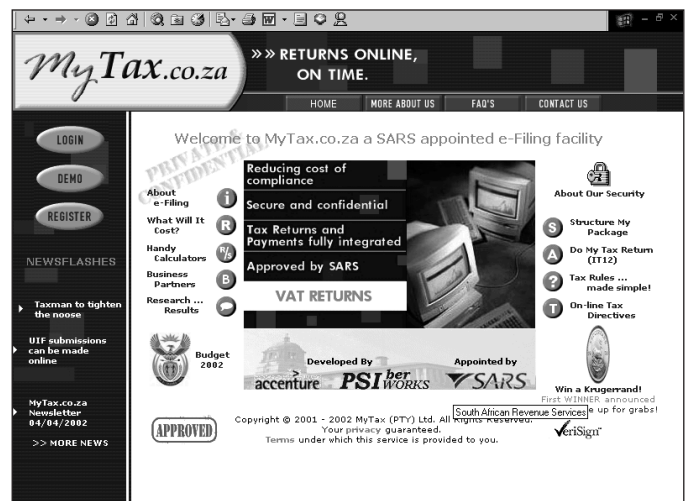 MyTax.co.za
>> RETURNS ONLINE,
ON TIME.
HOME
MORE ABOUT US
FAQ'S
CONTACT US
LOGIN
DEMO
REGISTER
NEWSFLASHES
Taxman to tighten
the noose
UIF submissions
can be made
online
MyTax.co.za
Newsletter
04/04/2002
>> MORE NEWS
Welcome to MyTax.co.za a SARS appointed e-Filing facility
PRIVATE
CONFIDENTIAL
About
e-Filing
i
What Will It
Cost?
R
Handy
Calculators
R/s
Business
Partners
B
Research ...
Results
Reducing cost of
compliance
Secure and confidential
Tax Returns and
Payments fully integrated
Approved by SARS
VAT RETURNS
About Our Security
S
Structure My
Package
A
Do My Tax Return
(IT12)
?
Tax Rules ...
made simple!
T
On-line Tax
Directives
Budget
2002
Developed By
accenture
PSIberWORKS
Appointed by
SARS
Win a Krugerrand!
First WINNER announced
e up for grabs!
South African Revenue Services
APPROVED
Copyright © 2001 - 2002 MyTax (PTY) Ltd. All Rights Reserved.
Your privacy guaranteed.
Terms under which this service is provided to you.
VeriSign